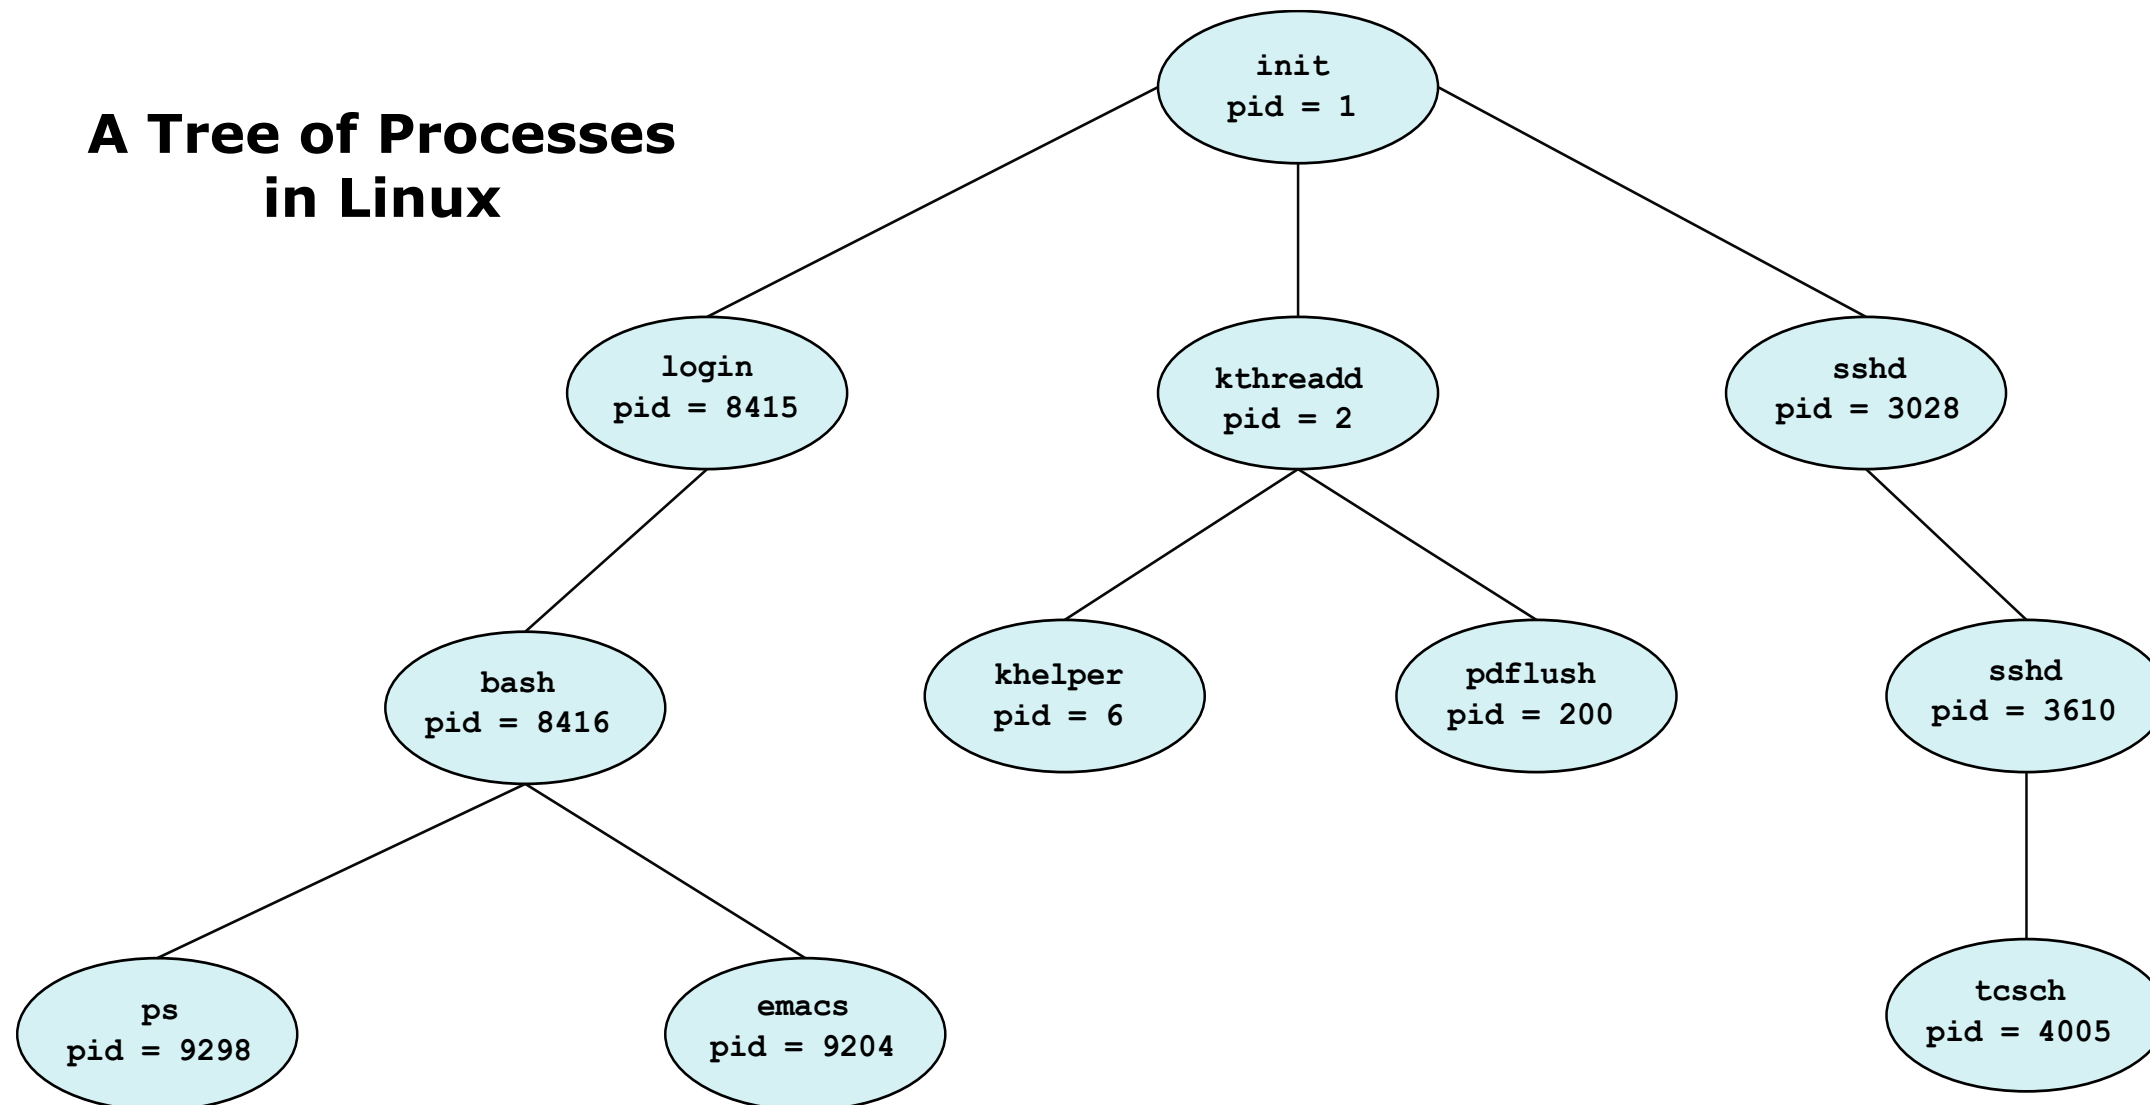 A Tree of Processes
in Linux
init
pid = 1
login
pid = 8415
kthreadd
pid = 2
sshd
pid = 3028
bash
pid = 8416
khelper
pid = 6
pdflush
pid = 200
sshd
pid = 3610
ps
pid = 9298
emacs
pid = 9204
tcsch
pid = 4005